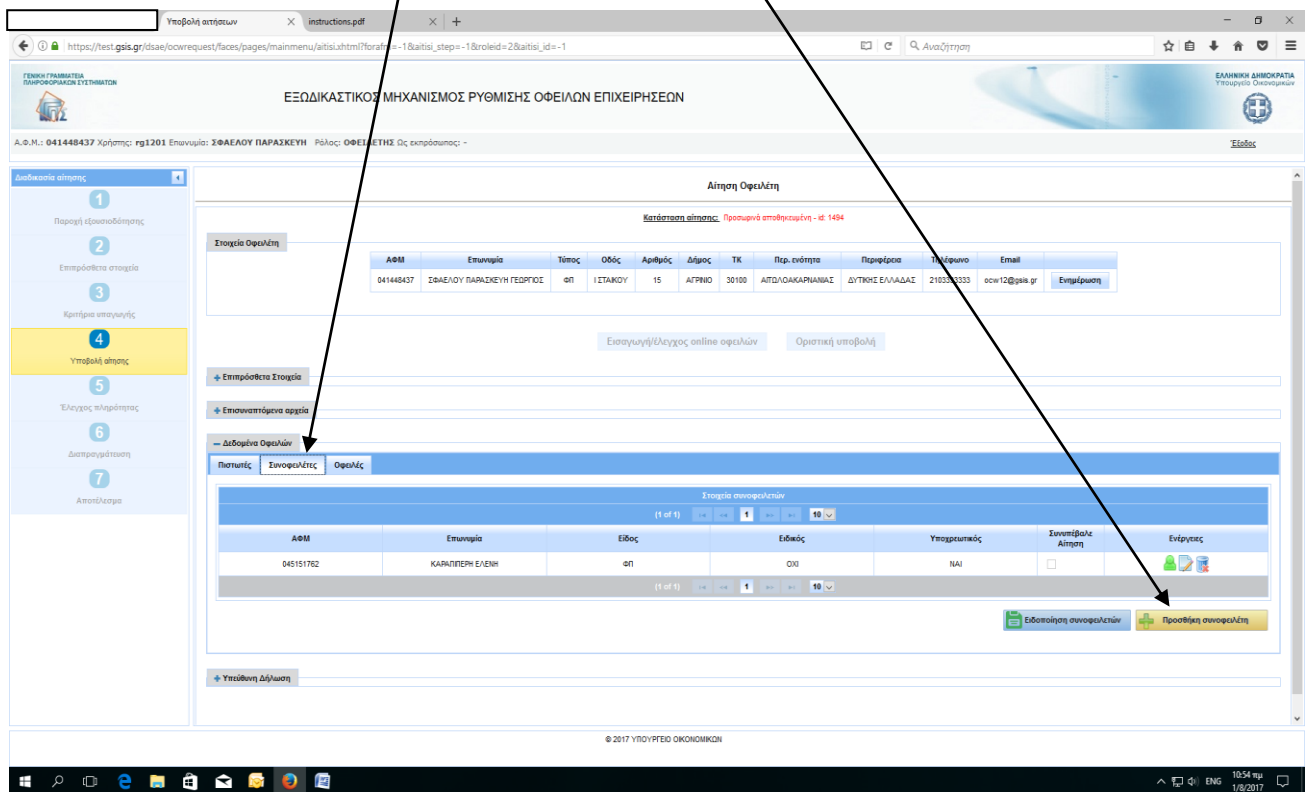 Υποβολή αιτήσεων
instructions.pdf
https://test.gsis.gr/dsae/ocwrequest/faces/pages/mainmenu/aitisi.xhtml?foraf = -1&aitisi_step=-1&roleid=2&aitisi_id=-1
Αναζήτηση
ΓΕΝΙΚΗ ΓΡΑΜΜΑΤΕΙΑ
ΠΛΗΡΟΦΟΡΙΑΚΩΝ ΣΥΣΤΗΜΑΤΩΝ
ΕΞΩΔΙΚΑΣΤΙΚΟΣ ΜΗΧΑΝΙΣΜΟΣ ΡΥΘΜΙΣΗΣ ΟΦΕΙΛΩΝ ΕΠΙΧΕΙΡΗΣΕΩΝ
ΕΛΛΗΝΙΚΗ ΔΗΜΟΚΡΑΤΙΑ
Υπουργείο Οικονομικών
Α.Φ.Μ.: 041448437 Χρήστης: rg1201 Επωνυμία: ΣΦΑΕΛΟΥ ΠΑΡΑΣΚΕΥΗ Ρόλος: ΟΦΕΙΛΕΤΗΣ Ως εκπρόσωπος: -
Έξοδος
Διαδικασία αίτησης
1
Παροχή εξουσιοδότησης
2
Επιπρόσθετα στοιχεία
3
Κριτήρια υπαγωγής
4
Υποβολή αίτησης
5
Έλεγχος πληρότητας
6
Διαπραγμάτευση
7
Αποτέλεσμα
Αίτηση Οφειλέτη
Κατάσταση αίτησης: Προσωρινά αποθηκευμένη - id: 1494
Στοιχεία Οφειλέτη
ΑΦΜ Επωνυμία Τύπος Οδός Αριθμός Δήμος ΤΚ Περ. ενότητα Περιφέρεια Τηλέφωνο Email
041448437 ΣΦΑΕΛΟΥ ΠΑΡΑΣΚΕΥΗ ΓΕΩΡΓΙΟΣ ΦΠ Ι ΣΤΑΙΚΟΥ 15 ΑΓΡΙΝΙΟ 30100 ΑΙΤΩΛΟΑΚΑΡΝΑΝΙΑΣ ΔΥΤΙΚΗΣ ΕΛΛΑΔΑΣ 2103333333 ocw12@gsis.gr Ενημέρωση
Εισαγωγή/έλεγχος online οφειλών Οριστική υποβολή
Επιπρόσθετα Στοιχεία
Επισυναπτόμενα αρχεία
Δεδομένα Οφειλών
Πιστωτές Συνοφειλέτες Οφειλές
Στοιχεία συνοφειλετών
(1 of 1) 1 10
ΑΦΜ Επωνυμία Είδος Ειδικός Υποχρεωτικός Συνυπέβαλε Αίτηση Ενέργειες
045151762 ΚΑΡΑΠΙΠΕΡΗ ΕΛΕΝΗ ΦΠ ΟΧΙ ΝΑΙ
(1 of 1) 1 10
Ειδοποίηση συνοφειλετών Προσθήκη συνοφειλέτη
Υπεύθυνη Δήλωση
© 2017 ΥΠΟΥΡΓΕΙΟ ΟΙΚΟΝΟΜΙΚΩΝ
ENG
10:54 πμ
1/8/2017